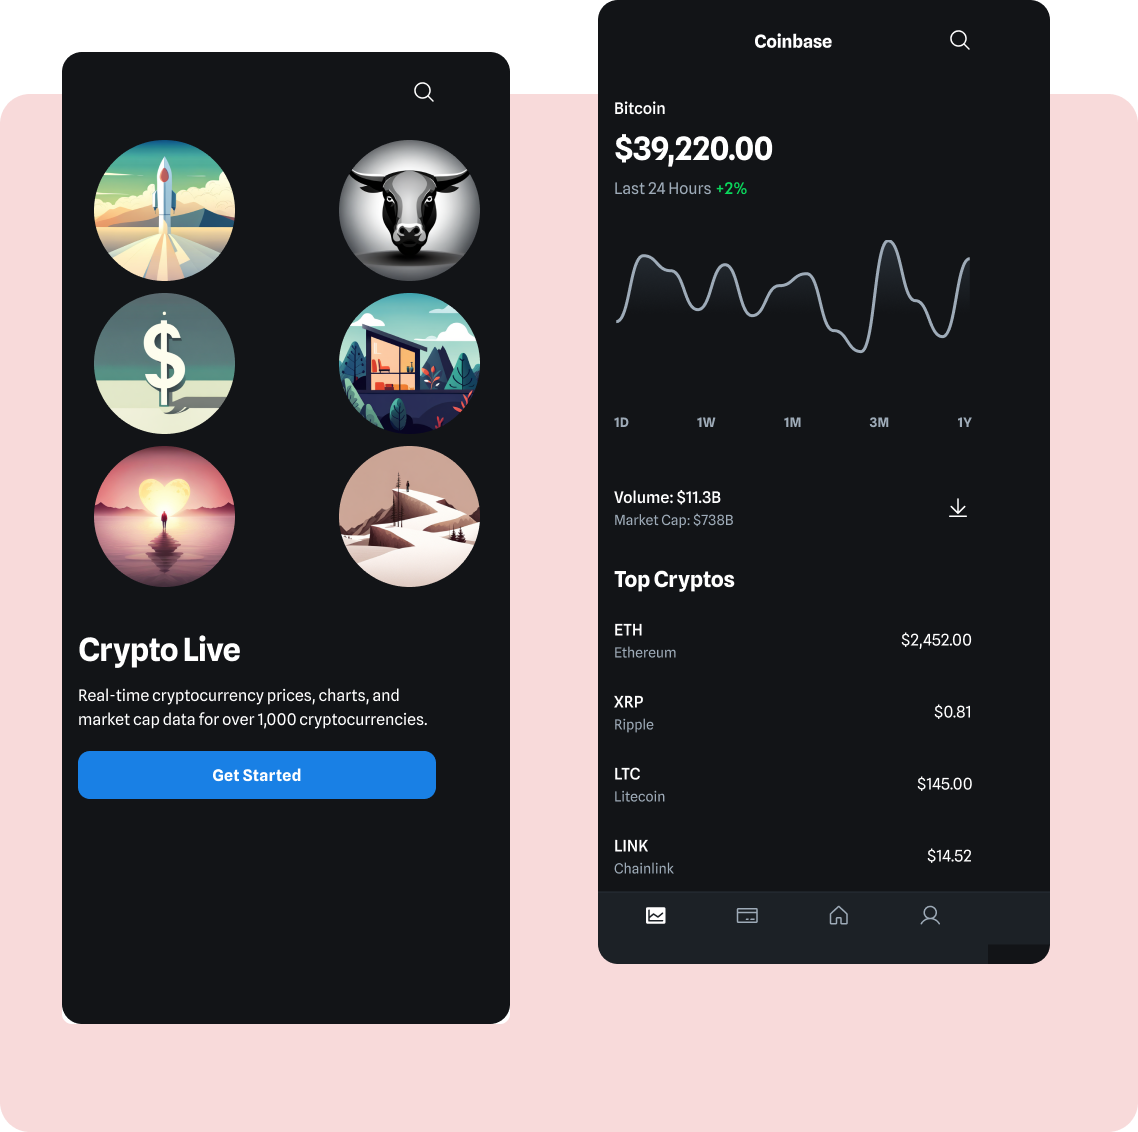 Crypto Live
Real-time cryptocurrency prices, charts, and
market cap data for over 1,000 cryptocurrencies.
Get Started
Coinbase
Bitcoin
$39,220.00
Last 24 Hours +2%
1D 1W 1M 3M 1Y
Volume: $11.3B
Market Cap: $738B
Top Cryptos
ETH
Ethereum
$2,452.00
XRP
Ripple
$0.81
LTC
Litecoin
$145.00
LINK
Chainlink
$14.52